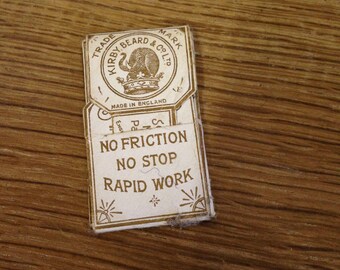 TRADE MARK
KIRBY BEARD & Co LTD
MADE IN ENGLAND
NO FRICTION
NO STOP
RAPID WORK